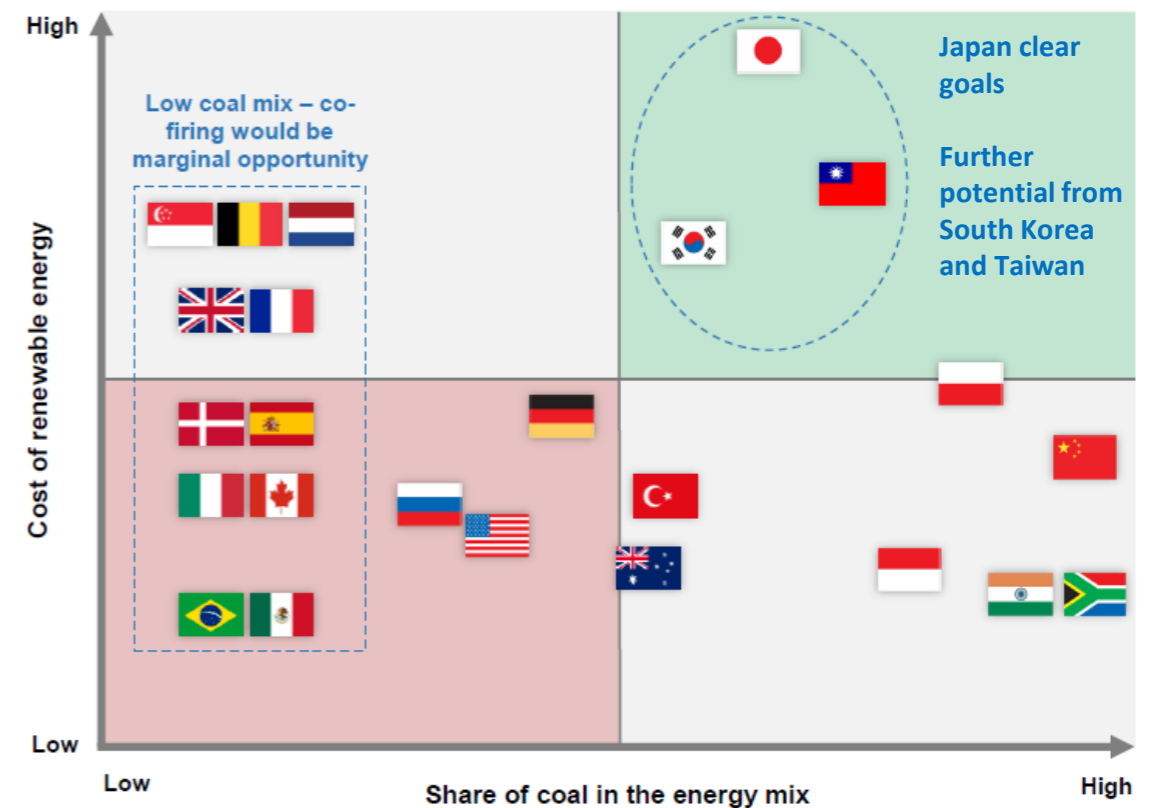 High
Low coal mix – co-
firing would be
marginal opportunity
Japan clear
goals
Further
potential from
South Korea
and Taiwan
Cost of renewable energy
Low
Low
Share of coal in the energy mix
High